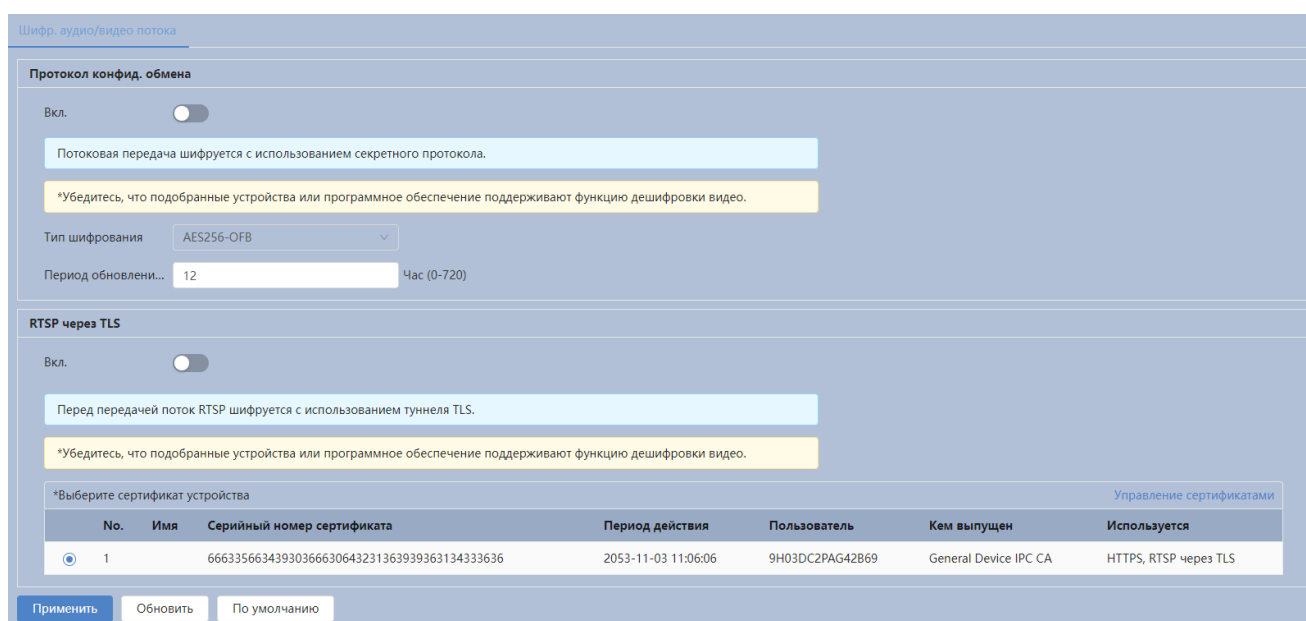 Шифр. аудио/видео потока
Протокол конфид. обмена
Вкл.
Потоковая передача шифруется с использованием секретного протокола.
*Убедитесь, что подобранные устройства или программное обеспечение поддерживают функцию дешифровки видео.
Тип шифрования AES256-OFB
Период обновлени... 12 Час (0-720)
RTSP через TLS
Вкл.
Перед передачей поток RTSP шифруется с использованием туннеля TLS.
*Убедитесь, что подобранные устройства или программное обеспечение поддерживают функцию дешифровки видео.
*Выберите сертификат устройства Управление сертификатами
No. Имя Серийный номер сертификата Период действия Пользователь Кем выпущен Используется
1 66633566343930366630643231363939363134333636 2053-11-03 11:06:06 9H03DC2PAG42B69 General Device IPC CA HTTPS, RTSP через TLS
Применить Обновить По умолчанию